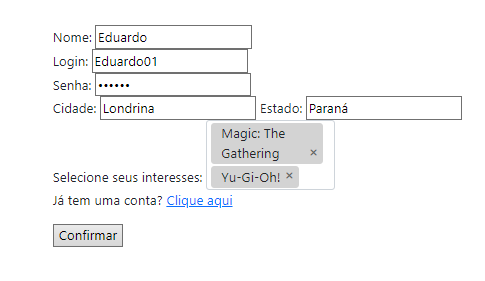 Nome: Eduardo
Login: Eduardo01
Senha: ••••••
Cidade: Londrina Estado: Paraná
Magic: The
Gathering ×
Selecione seus interesses: Yu-Gi-Oh! ×
Já tem uma conta? Clique aqui
Confirmar